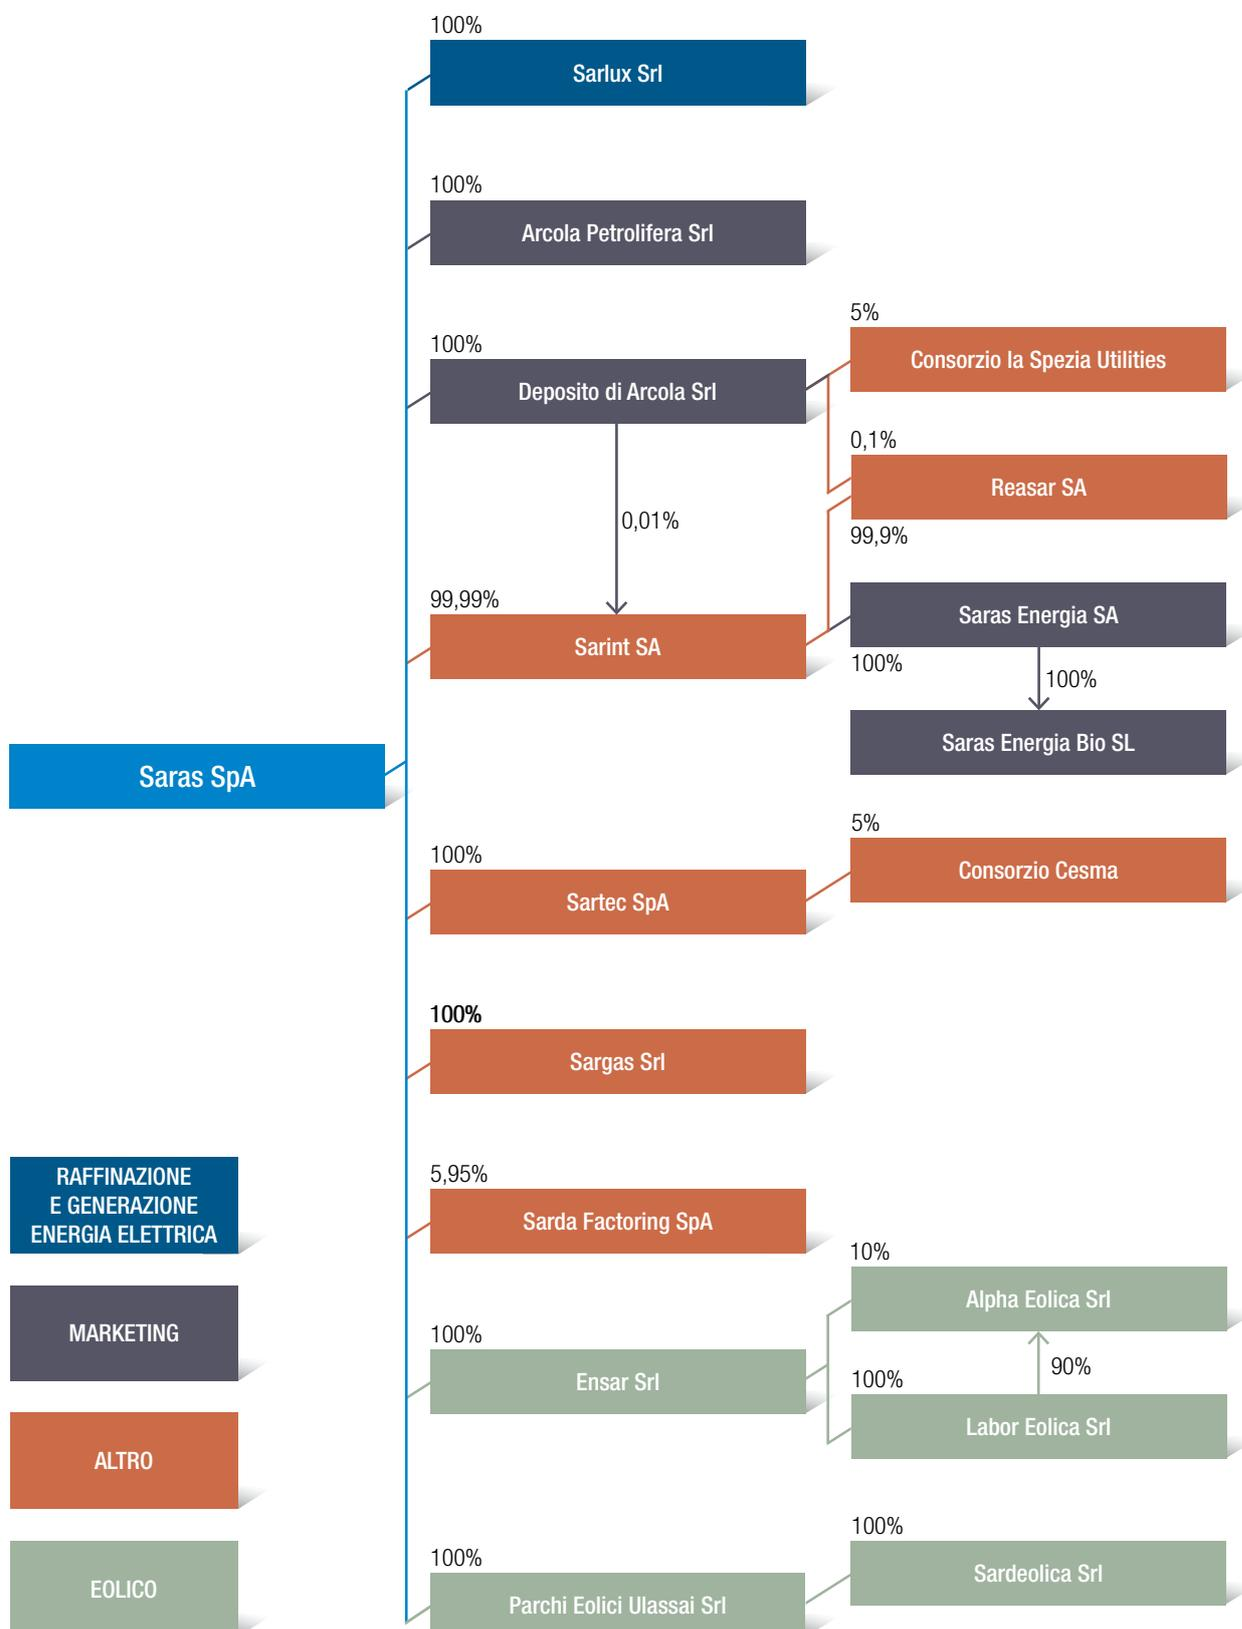 100%
Sarlux Srl
100%
Arcola Petrolifera Srl
5%
Consorzio la Spezia Utilities
100%
Deposito di Arcola Srl
0,1%
Reasar SA
0,01%
99,9%
99,99%
Saras Energia SA
Sarint SA
100%
100%
Saras Energia Bio SL
Saras SpA
5%
Consorzio Cesma
100%
Sartec SpA
100%
Sargas Srl
RAFFINAZIONE
E GENERAZIONE
ENERGIA ELETTRICA
5,95%
Sarda Factoring SpA
10%
Alpha Eolica Srl
MARKETING
100%
Ensar Srl
90%
100%
Labor Eolica Srl
ALTRO
100%
Sardeolica Srl
EOLICO
100%
Parchi Eolici Ulassai Srl